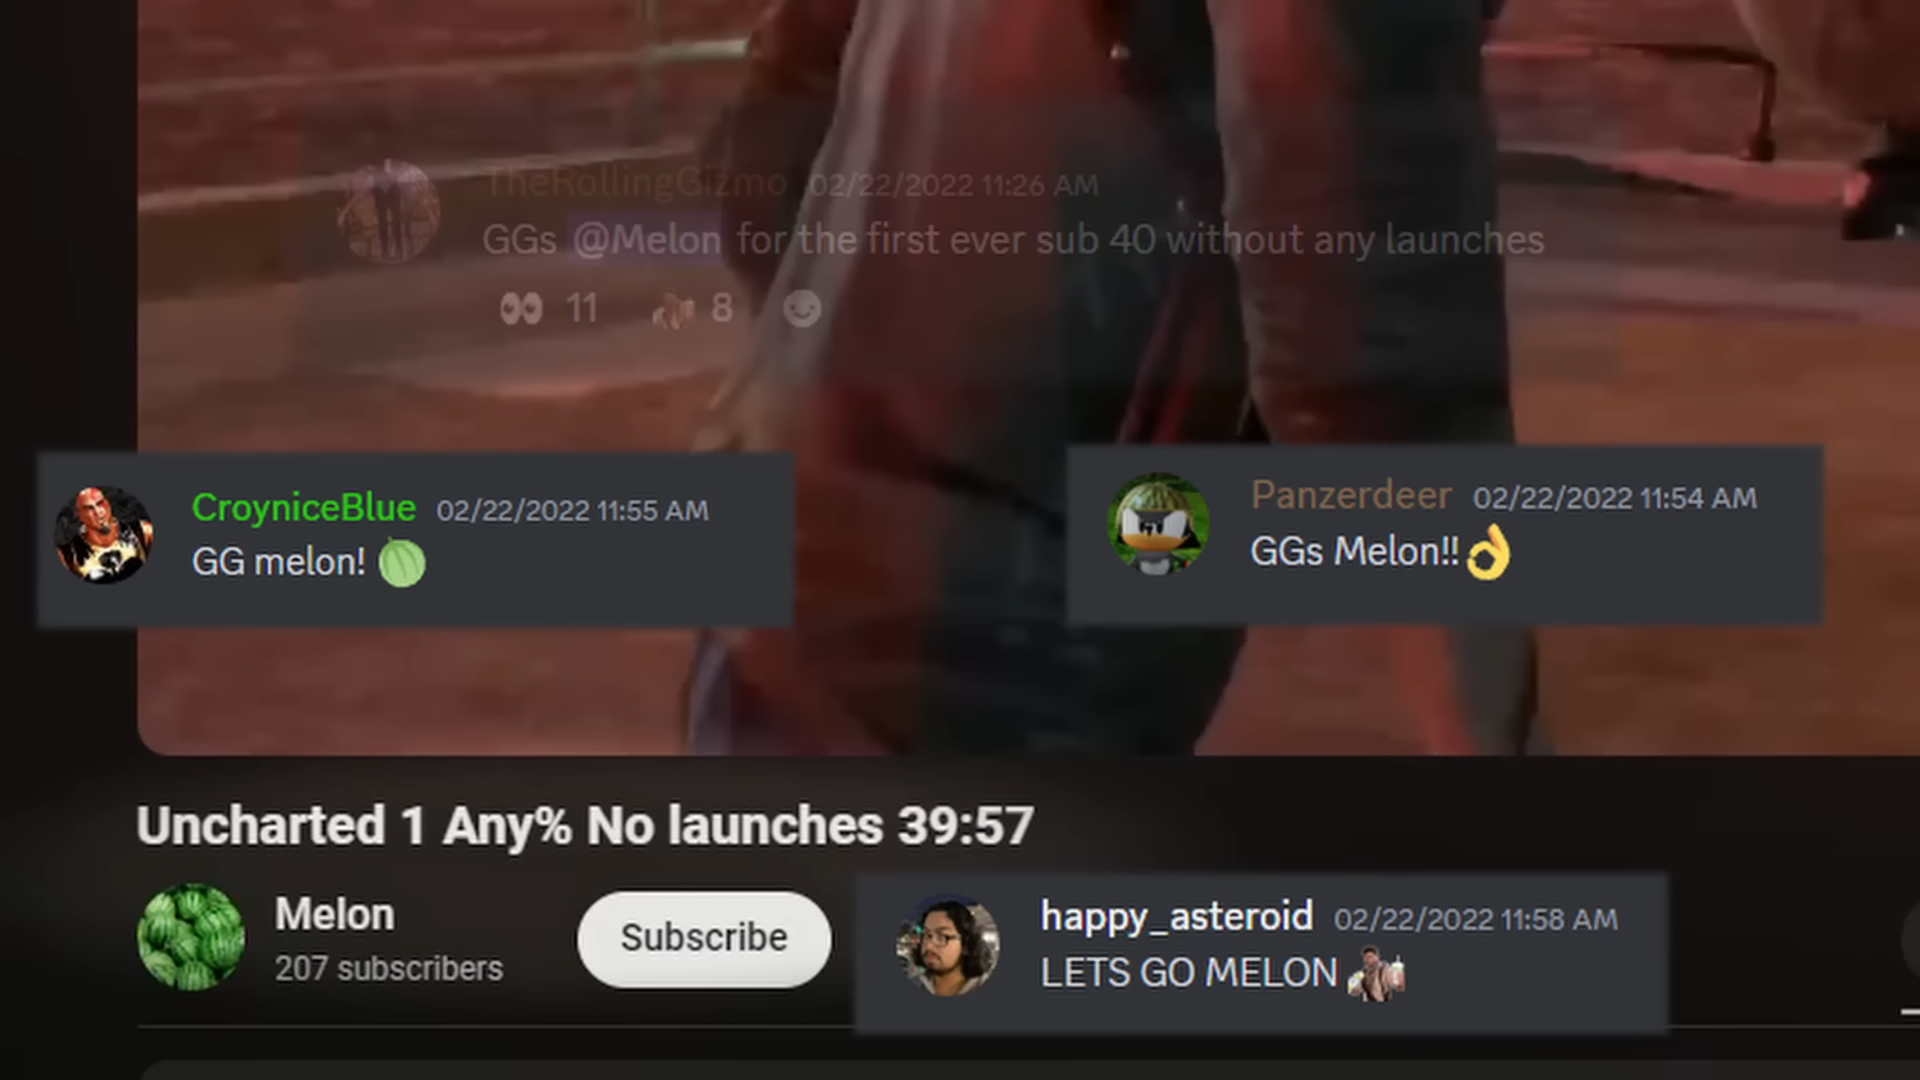 TheRollingGizmo 02/22/2022 11:26 AM
GGs @Melon for the first ever sub 40 without any launches
11 8
CroyniceBlue 02/22/2022 11:55 AM
GG melon!
Panzerdeer 02/22/2022 11:54 AM
GGs Melon!!
Uncharted 1 Any% No launches 39:57
Melon
207 subscribers
Subscribe
happy_asteroid 02/22/2022 11:58 AM
LETS GO MELON